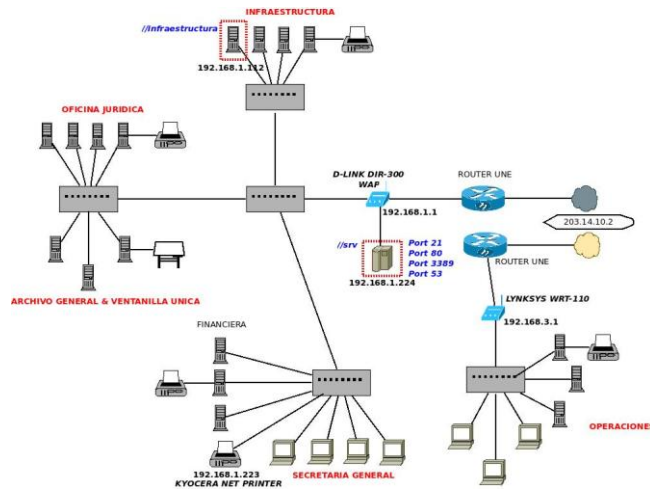 INFRAESTRUCTURA
//Infraestructura
192.168.1.112
OFICINA JURIDICA
D-LINK DIR-300
WAP
ROUTER UNE
192.168.1.1
203.14.10.2
//srv
Port 21
Port 80
Port 3389
Port 53
192.168.1.224
ROUTER UNE
ARCHIVO GENERAL & VENTANILLA UNICA
LYNKSYS WRT-110
192.168.3.1
FINANCIERA
OPERACIONES
192.168.1.223
KYOCERA NET PRINTER
SECRETARIA GENERAL